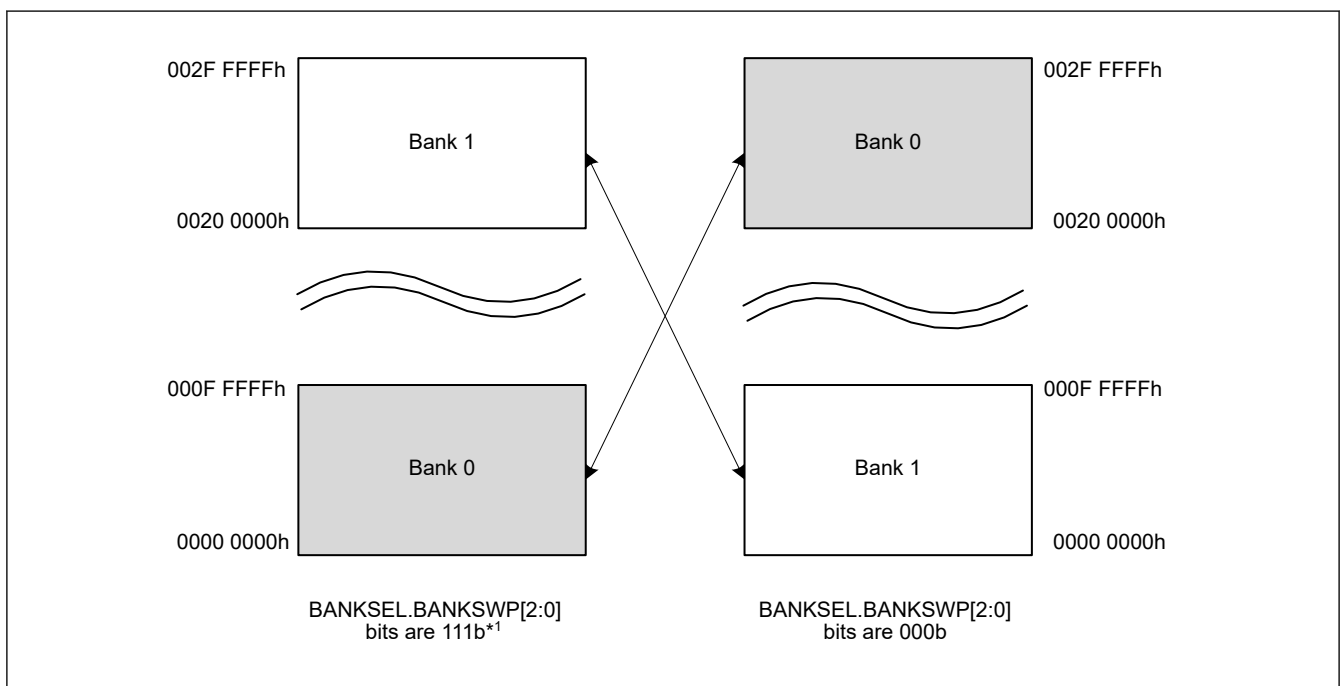 002F FFFFh
Bank 1
0020 0000h
000F FFFFh
Bank 0
0000 0000h
BANKSEL.BANKSWP[2:0]
bits are 111b*1
002F FFFFh
Bank 0
0020 0000h
000F FFFFh
Bank 1
0000 0000h
BANKSEL.BANKSWP[2:0]
bits are 000b